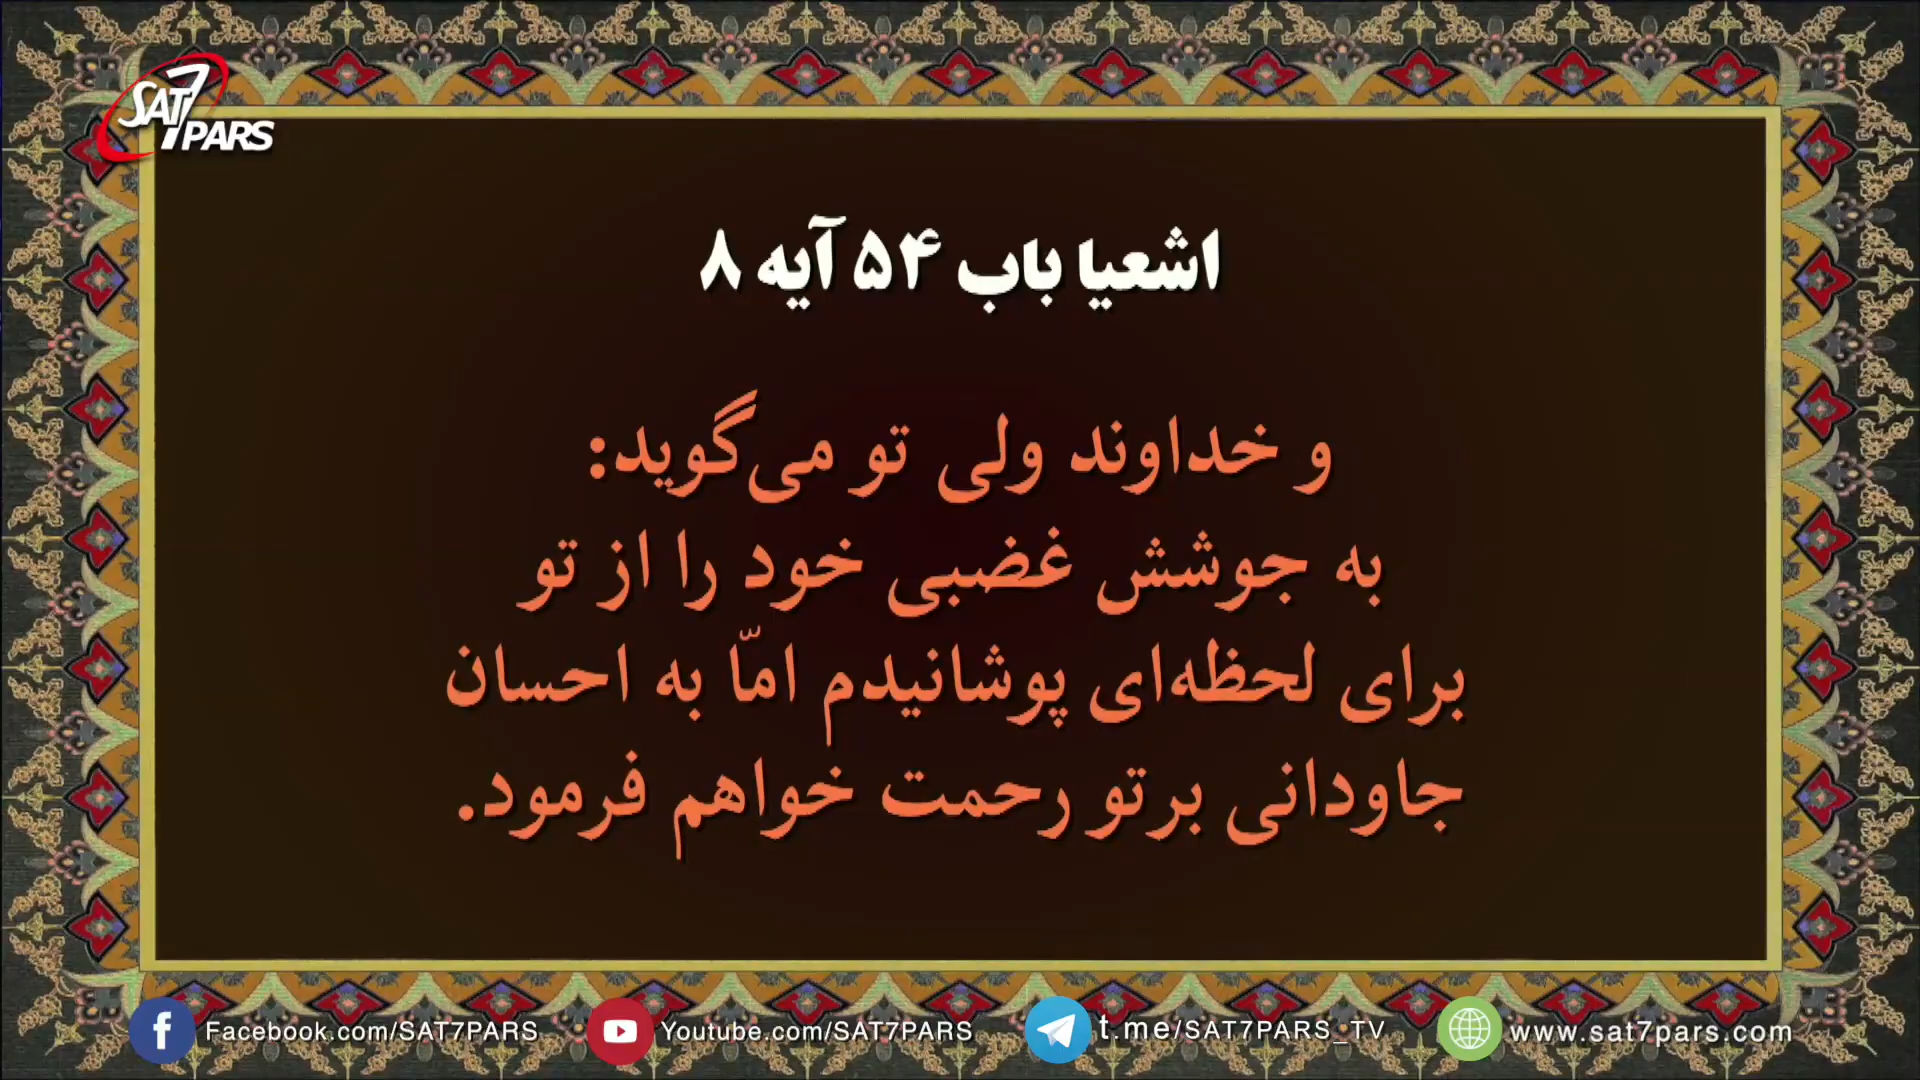 SAT7
PARS
اشعیا باب ۵۴ آیه ۸
و خداوند ولی تو می‌گوید:
به جوشش غضبی خود را از تو
برای لحظه‌ای پوشانیدم امّا به احسان
جاودانی برتو رحمت خواهم فرمود.
Facebook.com/SAT7PARS
Youtube.com/SAT7PARS
t.me/SAT7PARS_TV
www.sat7pars.com